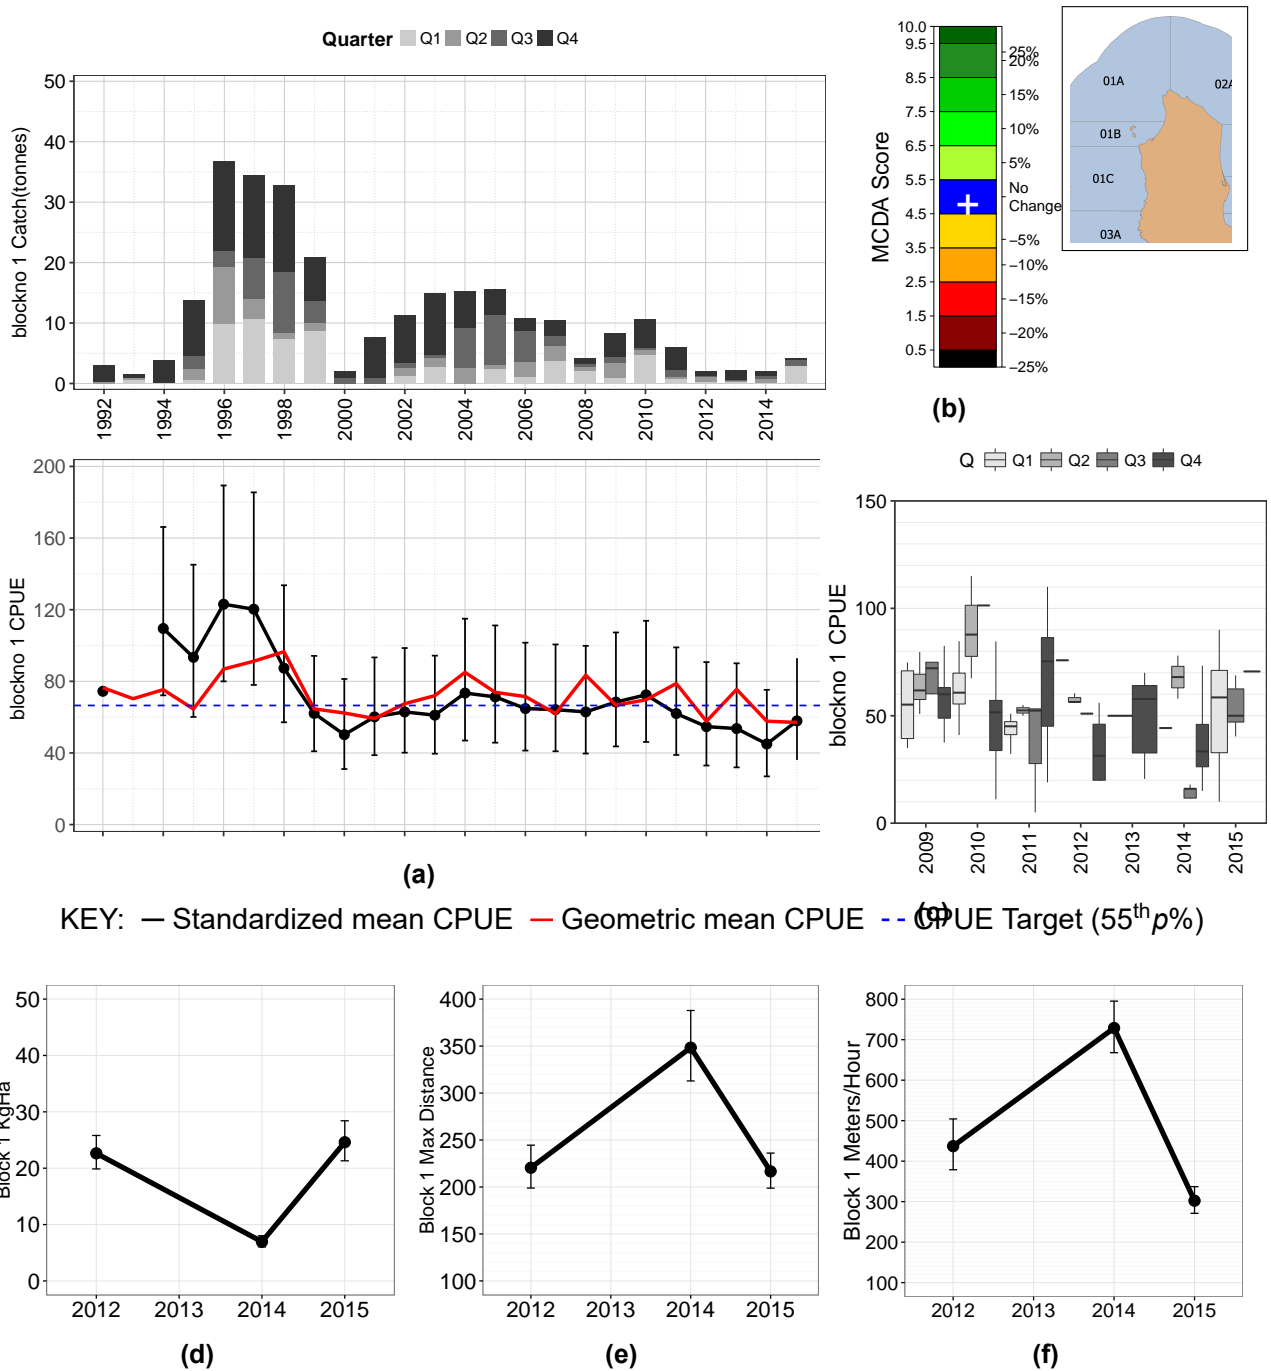 Quarter Q1 Q2 Q3 Q4
blockno 1 Catch(tonnes)
50
40
30
20
10
0
1992 1994 1996 1998 2000 2002 2004 2006 2008 2010 2012 2014
blockno 1 CPUE
200
160
120
80
40
0
(a)
MCDA Score
10.0
9.5
8.5
7.5
6.5
5.5
4.5
3.5
2.5
1.5
0.5
25%
20%
15%
10%
5%
No
Change
−5%
−10%
−15%
−20%
−25%
(b)
01A
02A
01B
01C
03A
Q Q1 Q2 Q3 Q4
blockno 1 CPUE
150
100
50
0
2009 2010 2011 2012 2013 2014 2015
(c)
KEY: Standardized mean CPUE Geometric mean CPUE CPUE Target (55th p%)
Block 1 KgHa
50
40
30
20
10
0
2012 2013 2014 2015
(d)
Block 1 Max Distance
400
350
300
250
200
150
100
2012 2013 2014 2015
(e)
Block 1 Meters/Hour
800
700
600
500
400
300
200
100
2012 2013 2014 2015
(f)